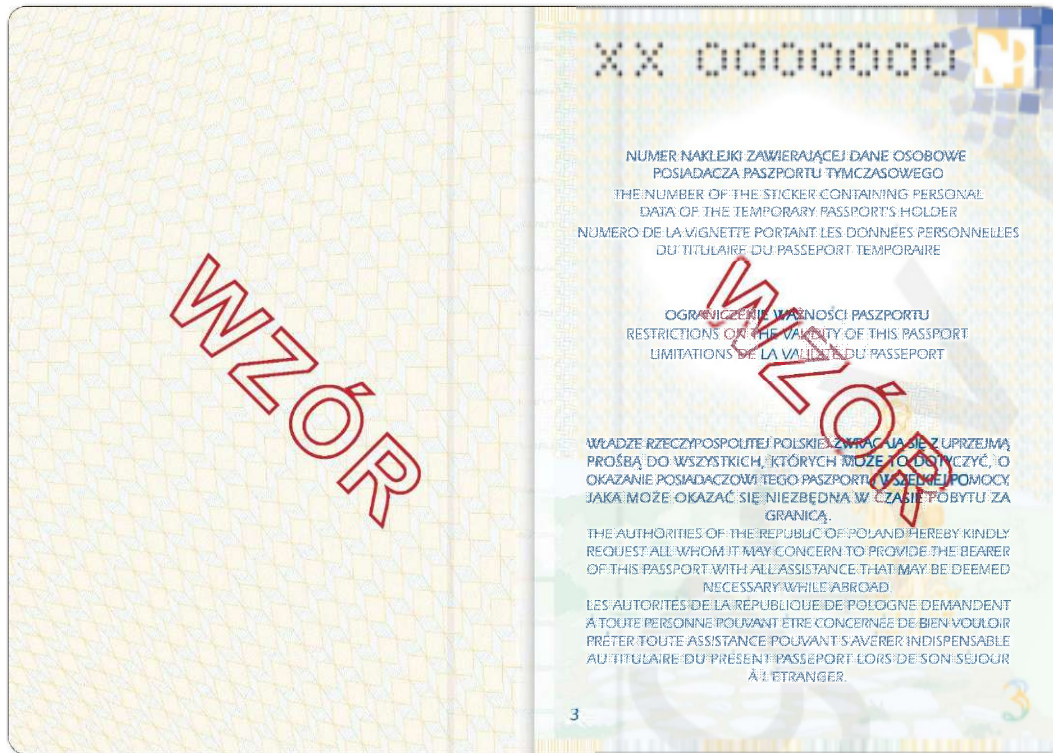 WZÓR
XX 0000000
NP
NUMER NAKLEJKI ZAWIERAJĄCEJ DANE OSOBOWE
POSIADACZA PASZPORTU TYMCZASOWEGO
THE NUMBER OF THE STICKER CONTAINING PERSONAL
DATA OF THE TEMPORARY PASSPORT'S HOLDER
NUMERO DE LA VIGNETTE PORTANT LES DONNÉES PERSONNELLES
DU TITULAIRE DU PASSEPORT TEMPORAIRE
WZÓR
OGRANICZENIE WAŻNOŚCI PASZPORTU
RESTRICTIONS ON THE VALIDITY OF THIS PASSPORT
LIMITATIONS DE LA VALIDITÉ DU PASSEPORT
WŁADZE RZECZYPOSPOLITEJ POLSKIEJ ZWRACAJĄ SIĘ Z UPRZEJMĄ
PROŚBĄ DO WSZYSTKICH, KTÓRYCH MOŻE TO DOTYCZYĆ, O
OKAZANIE POSIADACZOWI TEGO PASZPORTU WSZELKIEJ POMOCY,
JAKA MOŻE OKAZAĆ SIĘ NIEZBĘDNA W CZASIE POBYTU ZA
GRANICĄ.
THE AUTHORITIES OF THE REPUBLIC OF POLAND HEREBY KINDLY
REQUEST ALL WHOM IT MAY CONCERN TO PROVIDE THE BEARER
OF THIS PASSPORT WITH ALL ASSISTANCE THAT MAY BE DEEMED
NECESSARY WHILE ABROAD.
LES AUTORITÉS DE LA RÉPUBLIQUE DE POLOGNE DEMANDENT
À TOUTE PERSONNE POUVANT ÊTRE CONCERNÉE DE BIEN VOULOIR
PRÊTER TOUTE ASSISTANCE POUVANT S'AVÉRER INDISPENSABLE
AU TITULAIRE DU PRÉSENT PASSEPORT LORS DE SON SÉJOUR
À L'ÉTRANGER.
3
3